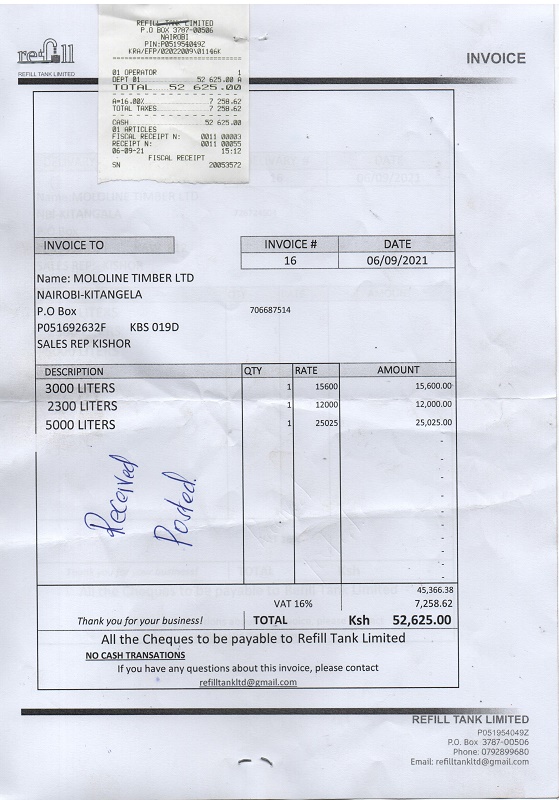 REFILL TANK LIMITED
P.O BOX 3787-00506
NAIROBI
PIN:P051954049Z
KRA/EFP/02022009\01146K
01 OPERATOR 1
DEPT 01 52 625.00 A
TOTAL 52 625.00
A=16.00% 7 258.62
TOTAL TAXES 7 258.62
CASH 52 625.00
01 ARTICLES
FISCAL RECEIPT N: 0011 00003
RECEIPT N: 0011 00055
06-09-21 15:12
FISCAL RECEIPT
SN 20053572
refill
REFILL TANK LIMITED
INVOICE
INVOICE TO
INVOICE # DATE
16 06/09/2021
Name: MOLOLINE TIMBER LTD
NAIROBI-KITANGELA
P.O Box 706687514
P051692632F KBS 019D
SALES REP KISHOR
DESCRIPTION QTY RATE AMOUNT
3000 LITERS 1 15600 15,600.00
2300 LITERS 1 12000 12,000.00
5000 LITERS 1 25025 25,025.00
Received
Posted
45,366.38
VAT 16% 7,258.62
Thank you for your business! TOTAL Ksh 52,625.00
All the Cheques to be payable to Refill Tank Limited
NO CASH TRANSATIONS
If you have any questions about this invoice, please contact
refilltankltd@gmail.com
REFILL TANK LIMITED
P051954049Z
P.O. Box 3787-00506
Phone: 0792899680
Email: refilltankltd@gmail.com